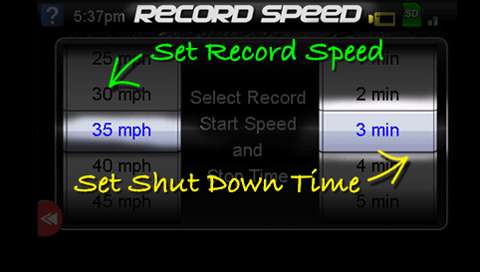 ? 5:37pm RECORD SPEED SD
Set Record Speed
25 mph
30 mph
35 mph
40 mph
45 mph
Select Record
Start Speed
and
Stop Time
2 min
3 min
4 min
5 min
Set Shut Down Time